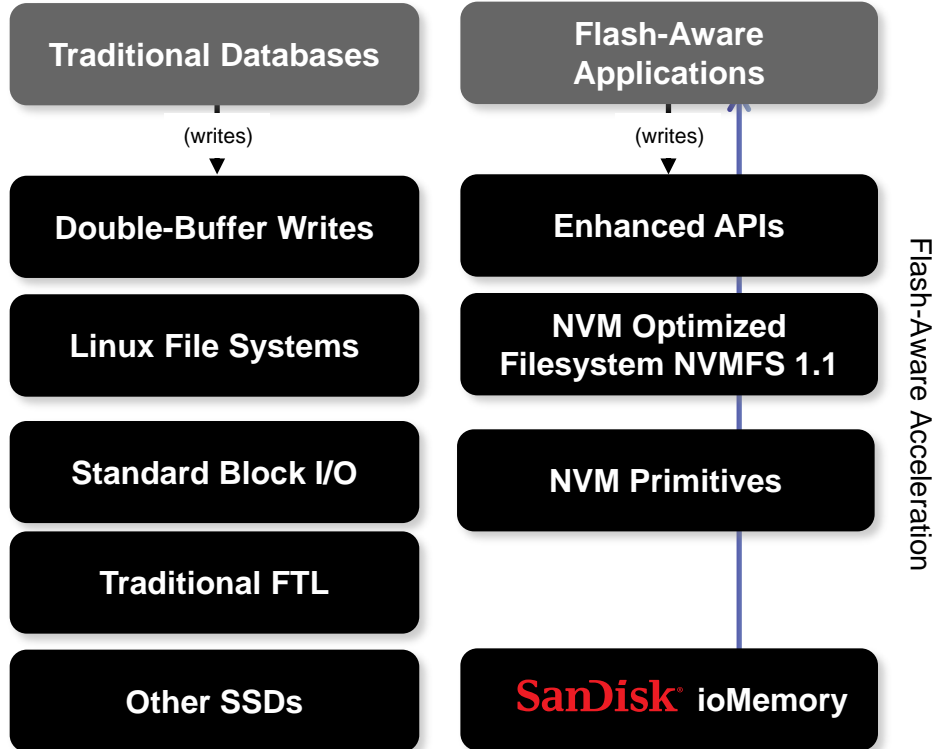 Traditional Databases
(writes)
Double-Buffer Writes
Linux File Systems
Standard Block I/O
Traditional FTL
Other SSDs
Flash-Aware
Applications
(writes)
Enhanced APIs
NVM Optimized
Filesystem NVMFS 1.1
NVM Primitives
SanDisk® ioMemory
Flash-Aware Acceleration